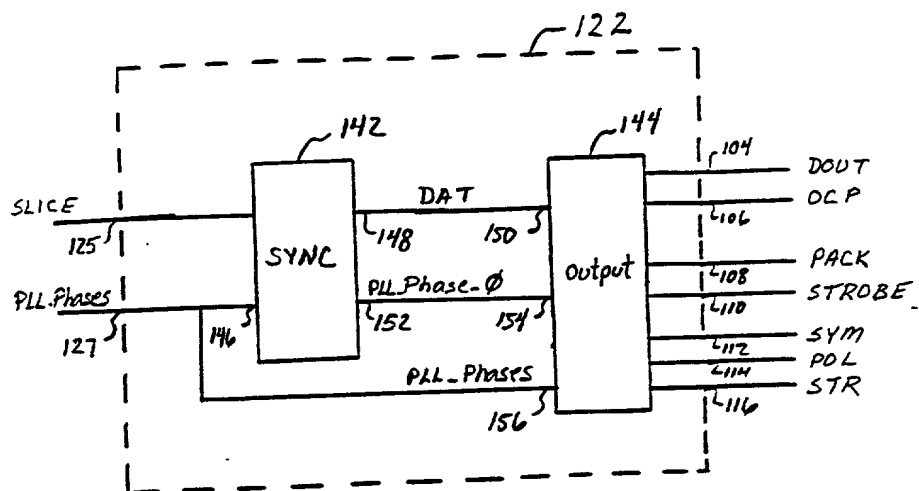 122
142
144
SLICE
125
PLL.Phases
127
146
SYNC
DAT
148
150
PLL.Phase-Ø
152
154
PLL_Phases
156
Output
104
DOUT
OCP
106
PACK
108
STROBE_
110
SYM
112
POL
114
STR
116